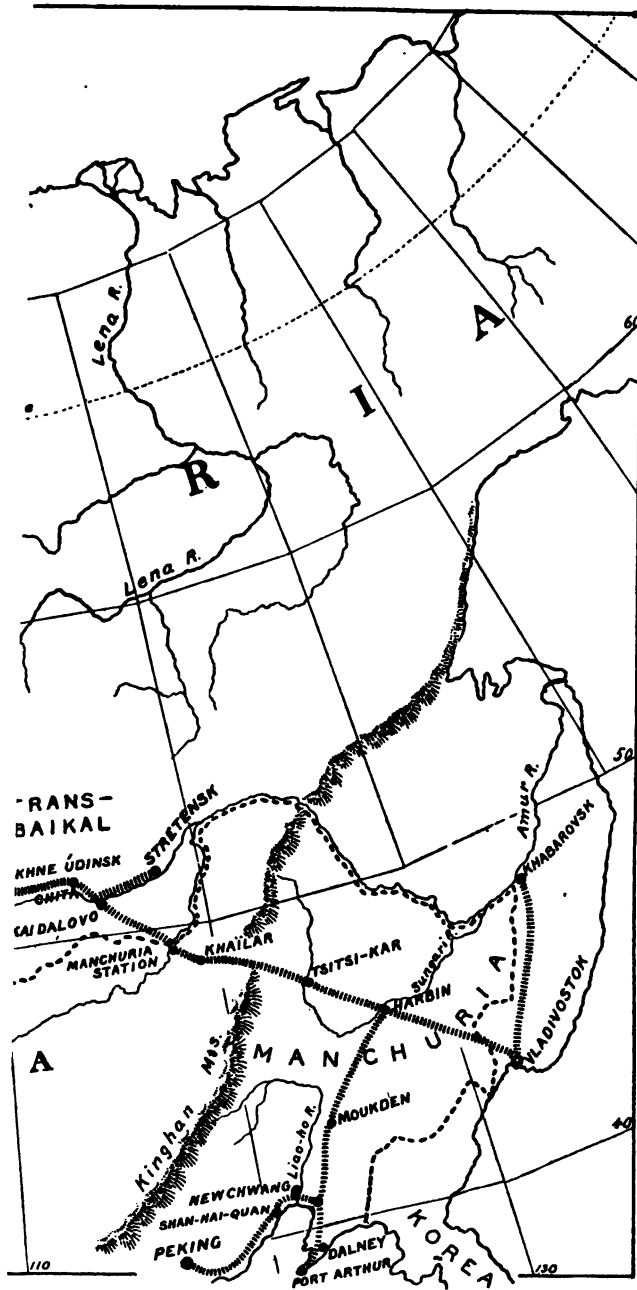 Lena R.
A
60
I
R
Lena R.
50
-RANS-
BAIKAL
STRETENSK
Amur R.
KHNE UDINSK
CHITA
KHABAROVSK
KAIDALOVO
MANCHURIA
STATION
KHAÏLAR
TSITSI-KAR
Sungari
HARBIN
VLADIVOSTOK
A
Kinghan Mts.
MANCHURIA
MOUKDEN
40
Liao-ho R.
NEWCHWANG
SHAN-HAI-QUAN
PEKING
KOREA
DALNEY
PORT ARTHUR
110
130